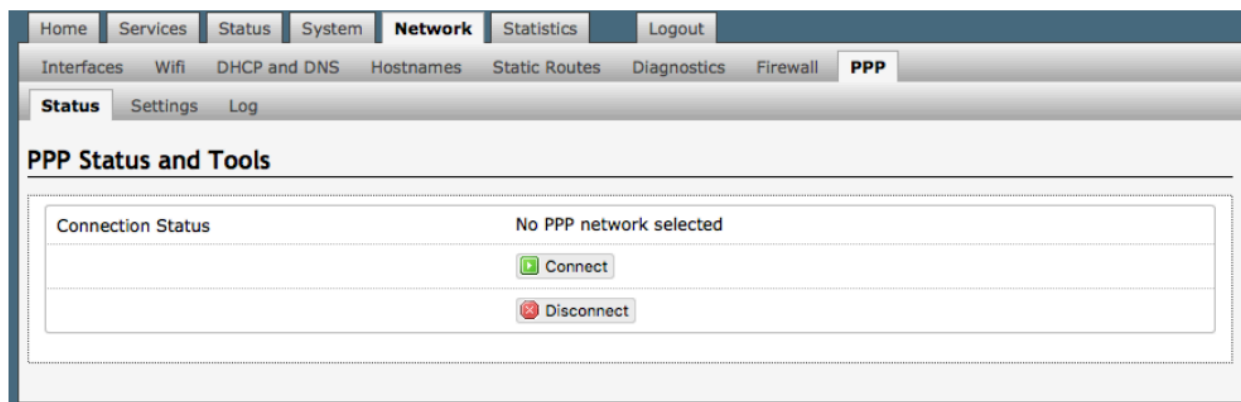 Home Services Status System Network Statistics Logout
Interfaces Wifi DHCP and DNS Hostnames Static Routes Diagnostics Firewall PPP
Status Settings Log
PPP Status and Tools
Connection Status No PPP network selected
Connect
Disconnect